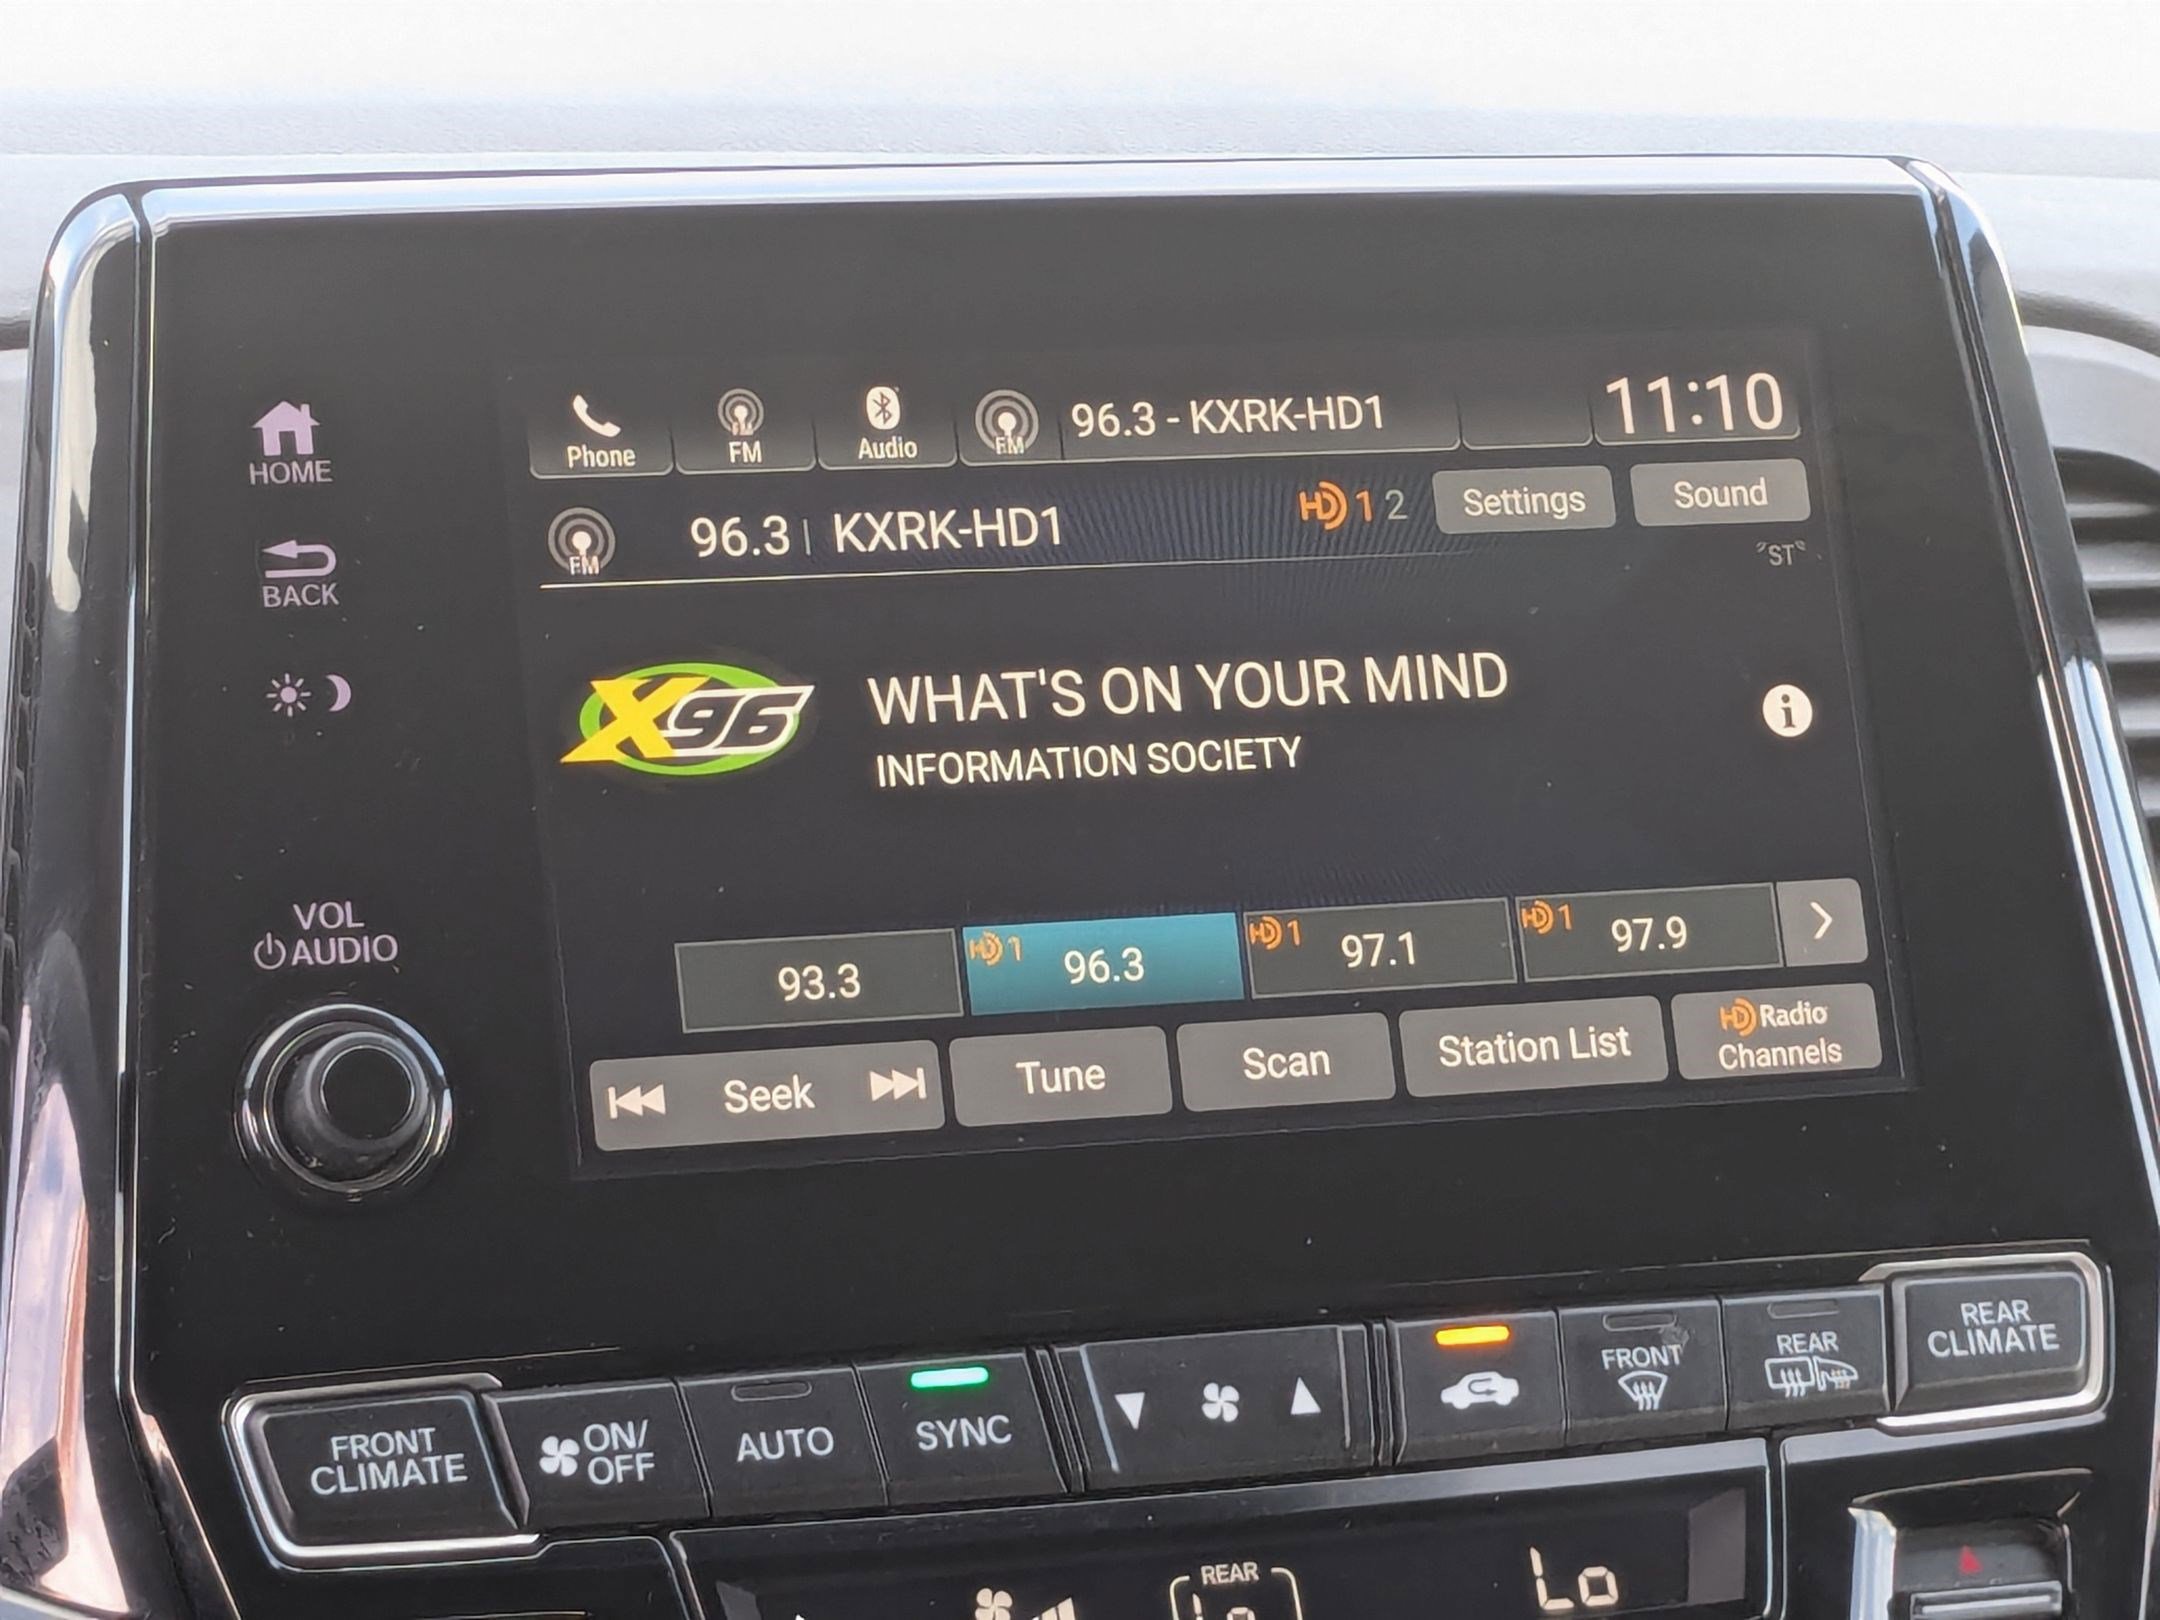 11:10
Phone
FM
Audio
FM
96.3 - KXRK-HD1
HOME
FM
96.3 | KXRK-HD1
HD 1 2
Settings
Sound
"ST"
BACK
X96
WHAT'S ON YOUR MIND
i
INFORMATION SOCIETY
VOL
AUDIO
93.3
HD 1
96.3
HD 1
97.1
HD 1
97.9
Seek
Tune
Scan
Station List
HD Radio
Channels
FRONT
CLIMATE
ON/
OFF
AUTO
SYNC
FRONT
REAR
REAR
CLIMATE
REAR
Lo
Lo